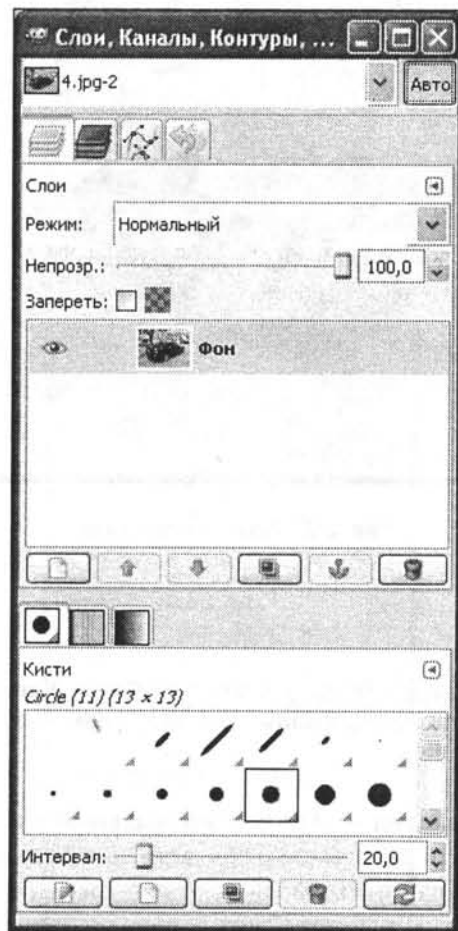 Слои, Каналы, Контуры, ...
4.jpg-2
Авто
Слои
Режим: Нормальный
Непрозр.: 100,0
Запереть:
Фон
Кисти
Circle (11) (13 × 13)
Интервал: 20,0